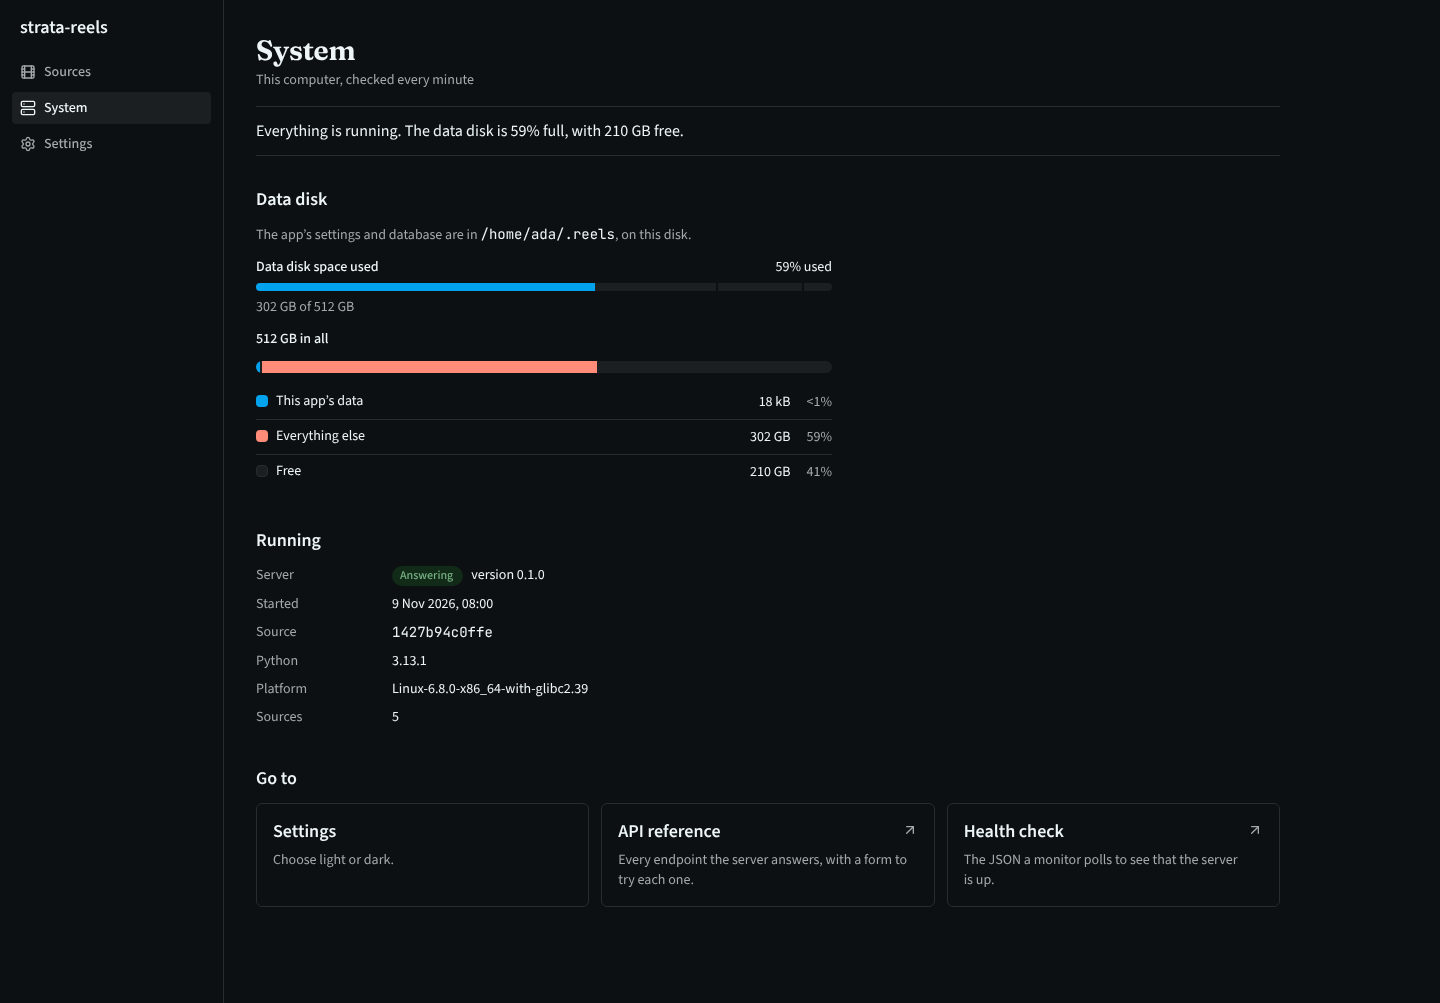 strata-reels
Sources
System
Settings
System
This computer, checked every minute
Everything is running. The data disk is 59% full, with 210 GB free.
Data disk
The app’s settings and database are in /home/ada/.reels, on this disk.
Data disk space used 59% used
302 GB of 512 GB
512 GB in all
This app’s data 18 kB <1%
Everything else 302 GB 59%
Free 210 GB 41%
Running
Server Answering version 0.1.0
Started 9 Nov 2026, 08:00
Source 1427b94c0ffe
Python 3.13.1
Platform Linux-6.8.0-x86_64-with-glibc2.39
Sources 5
Go to
Settings
Choose light or dark.
API reference
Every endpoint the server answers, with a form to
try each one.
Health check
The JSON a monitor polls to see that the server
is up.